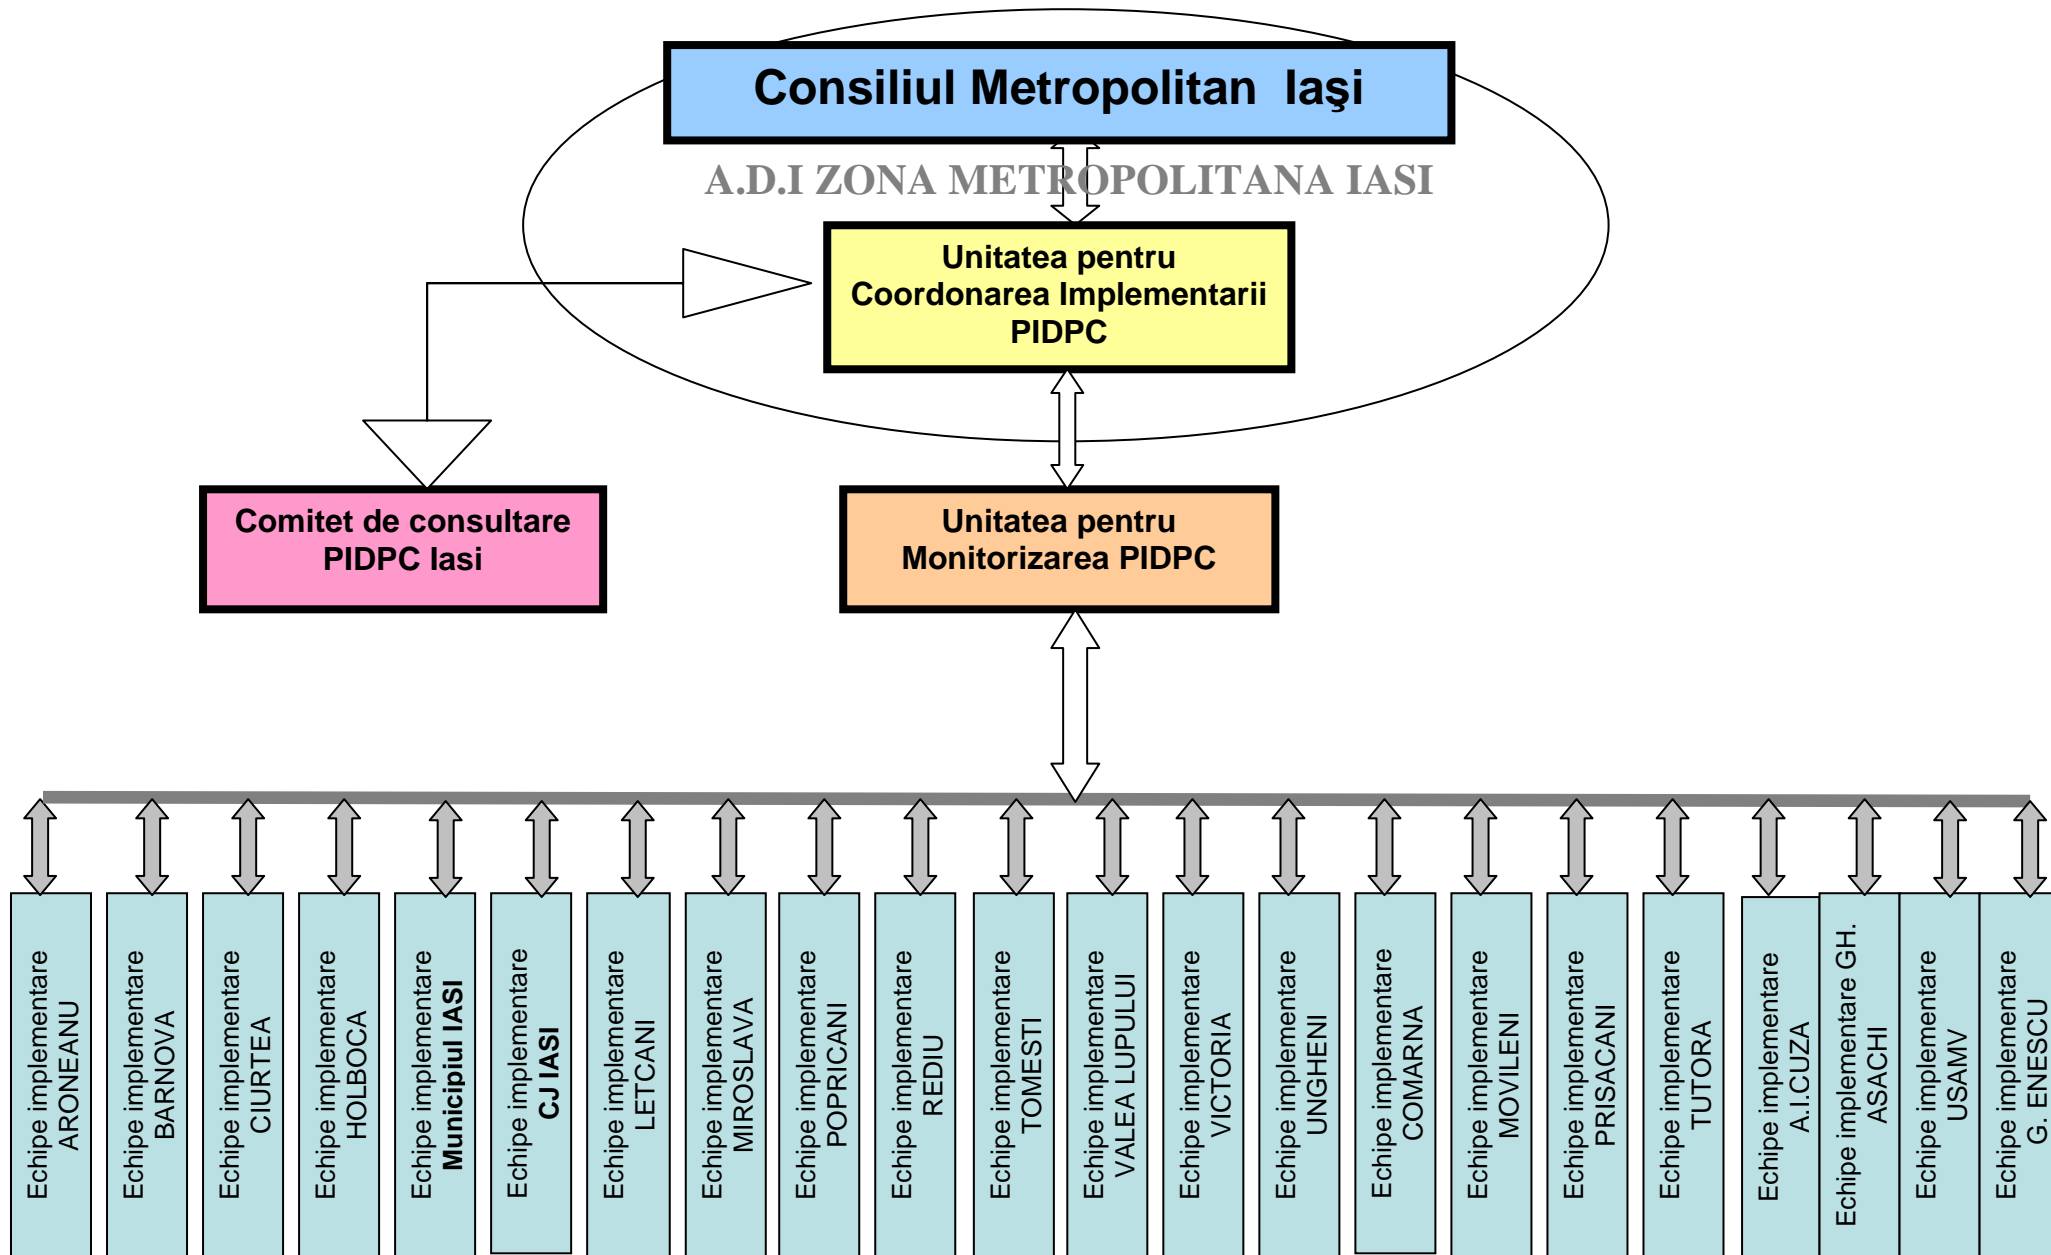 Consiliul Metropolitan Iaşi
A.D.I ZONA METROPOLITANA IASI
Unitatea pentru
Coordonarea Implementarii
PIDPC
Comitet de consultare
PIDPC Iasi
Unitatea pentru
Monitorizarea PIDPC
Echipe implementare
ARONEANU
Echipe implementare
BARNOVA
Echipe implementare
CIURTEA
Echipe implementare
HOLBOCA
Echipe implementare
Municipiul IASI
Echipe implementare
CJ IASI
Echipe implementare
LETCANI
Echipe implementare
MIROSLAVA
Echipe implementare
POPRICANI
Echipe implementare
REDIU
Echipe implementare
TOMESTI
Echipe implementare
VALEA LUPULUI
Echipe implementare
VICTORIA
Echipe implementare
UNGHENI
Echipe implementare
COMARNA
Echipe implementare
MOVILENI
Echipe implementare
PRISACANI
Echipe implementare
TUTORA
Echipe implementare
A.I.CUZA
Echipe implementare GH.
ASACHI
Echipe implementare
USAMV
Echipe implementare
G. ENESCU